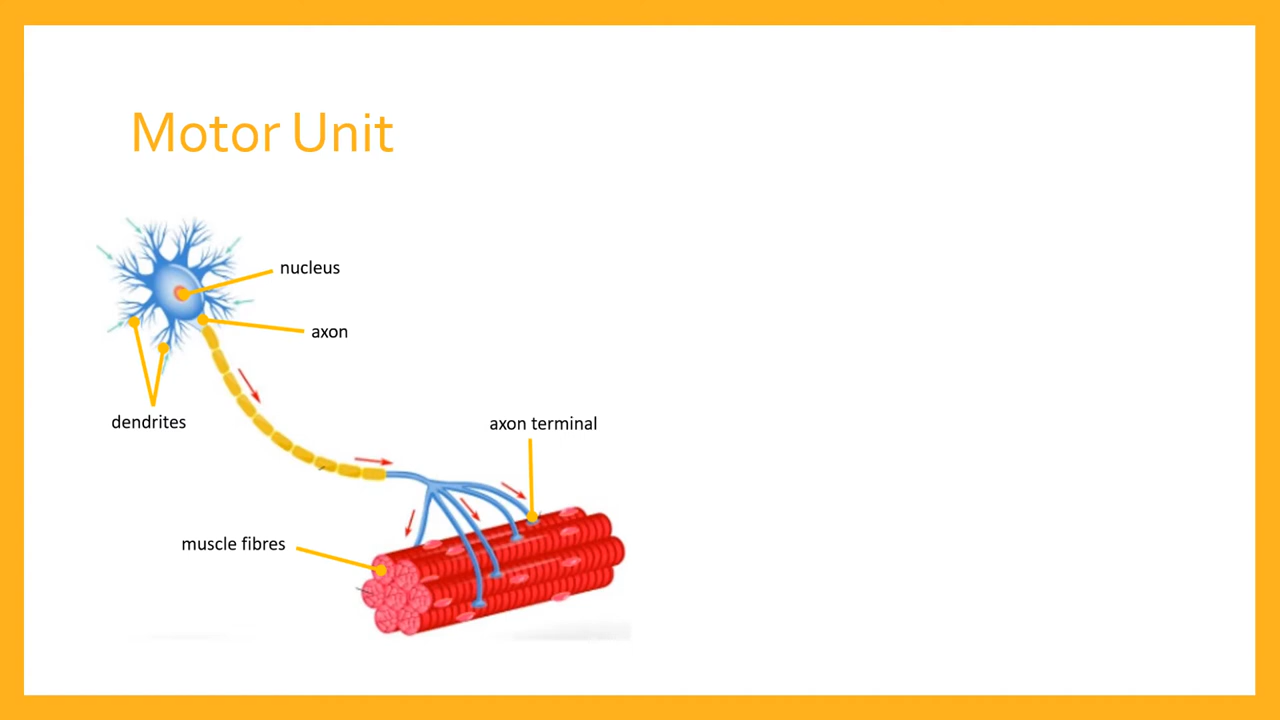 Motor Unit
nucleus
axon
dendrites
axon terminal
muscle fibres